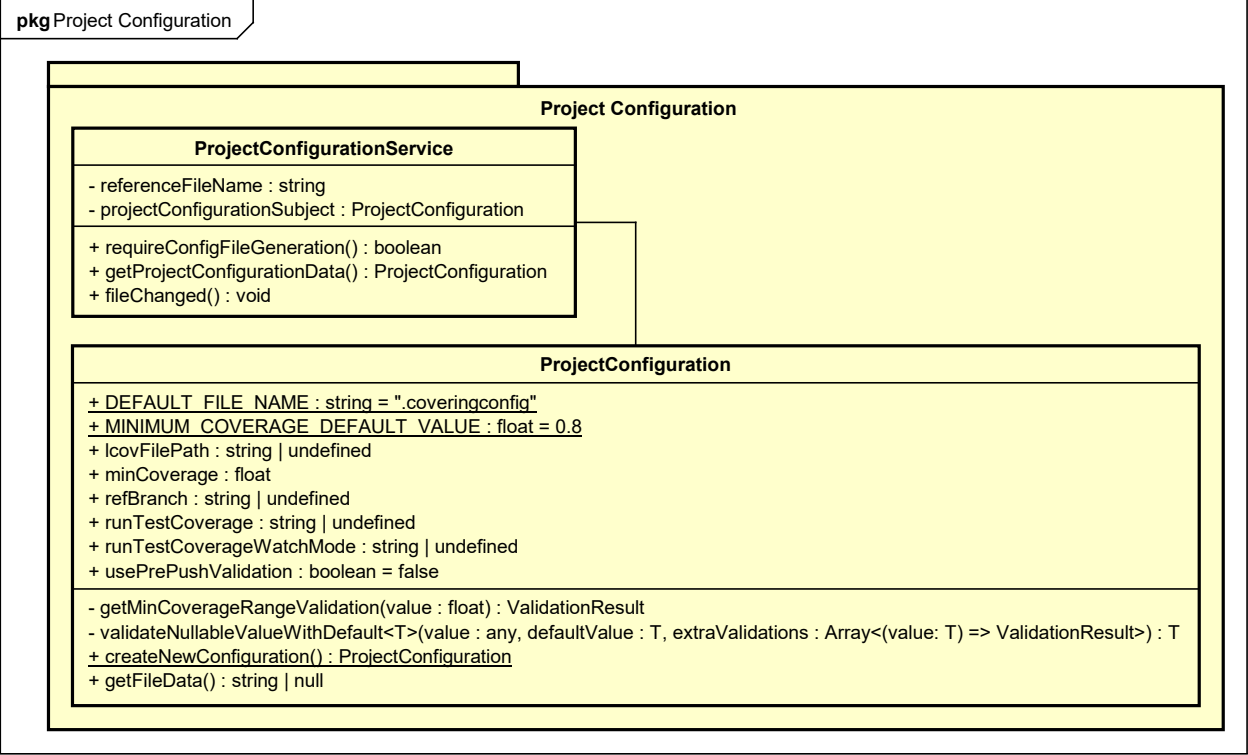 pkg Project Configuration
Project Configuration
ProjectConfigurationService
- referenceFileName : string
- projectConfigurationSubject : ProjectConfiguration
+ requireConfigFileGeneration() : boolean
+ getProjectConfigurationData() : ProjectConfiguration
+ fileChanged() : void
ProjectConfiguration
+ DEFAULT_FILE_NAME : string = ".coveringconfig"
+ MINIMUM_COVERAGE_DEFAULT_VALUE : float = 0.8
+ lcovFilePath : string | undefined
+ minCoverage : float
+ refBranch : string | undefined
+ runTestCoverage : string | undefined
+ runTestCoverageWatchMode : string | undefined
+ usePrePushValidation : boolean = false
- getMinCoverageRangeValidation(value : float) : ValidationResult
- validateNullableValueWithDefault<T>(value : any, defaultValue : T, extraValidations : Array<(value: T) => ValidationResult>) : T
+ createNewConfiguration() : ProjectConfiguration
+ getFileData() : string | null